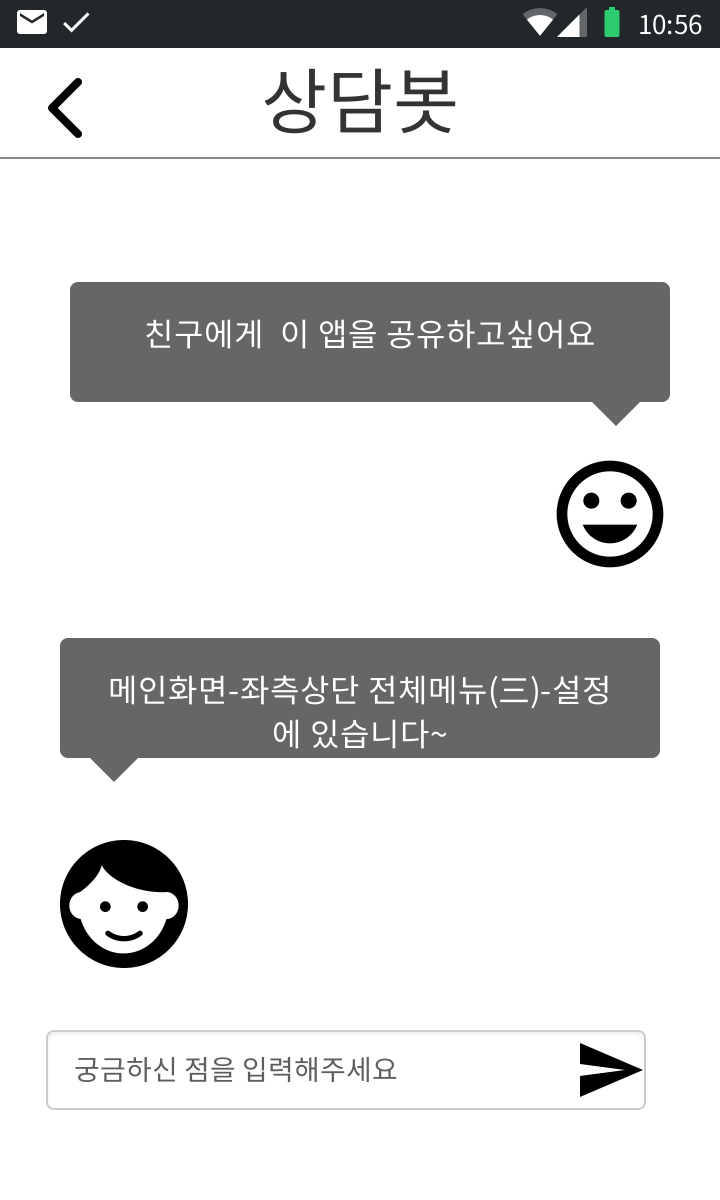 10:56
상담봇
친구에게  이 앱을 공유하고싶어요
메인화면-좌측상단 전체메뉴(三)-설정
에 있습니다~
궁금하신 점을 입력해주세요